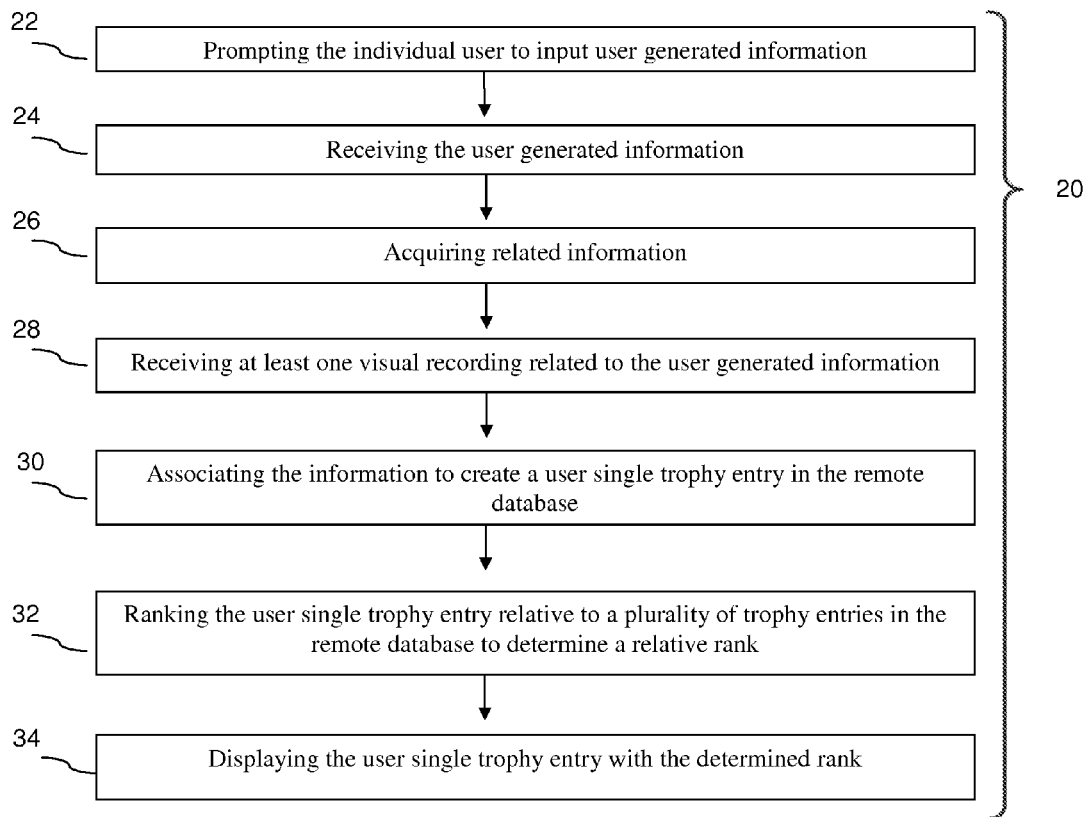 22
Prompting the individual user to input user generated information
24
Receiving the user generated information
20
26
Acquiring related information
28
Receiving at least one visual recording related to the user generated information
30
Associating the information to create a user single trophy entry in the remote
database
32
Ranking the user single trophy entry relative to a plurality of trophy entries in the
remote database to determine a relative rank
34
Displaying the user single trophy entry with the determined rank